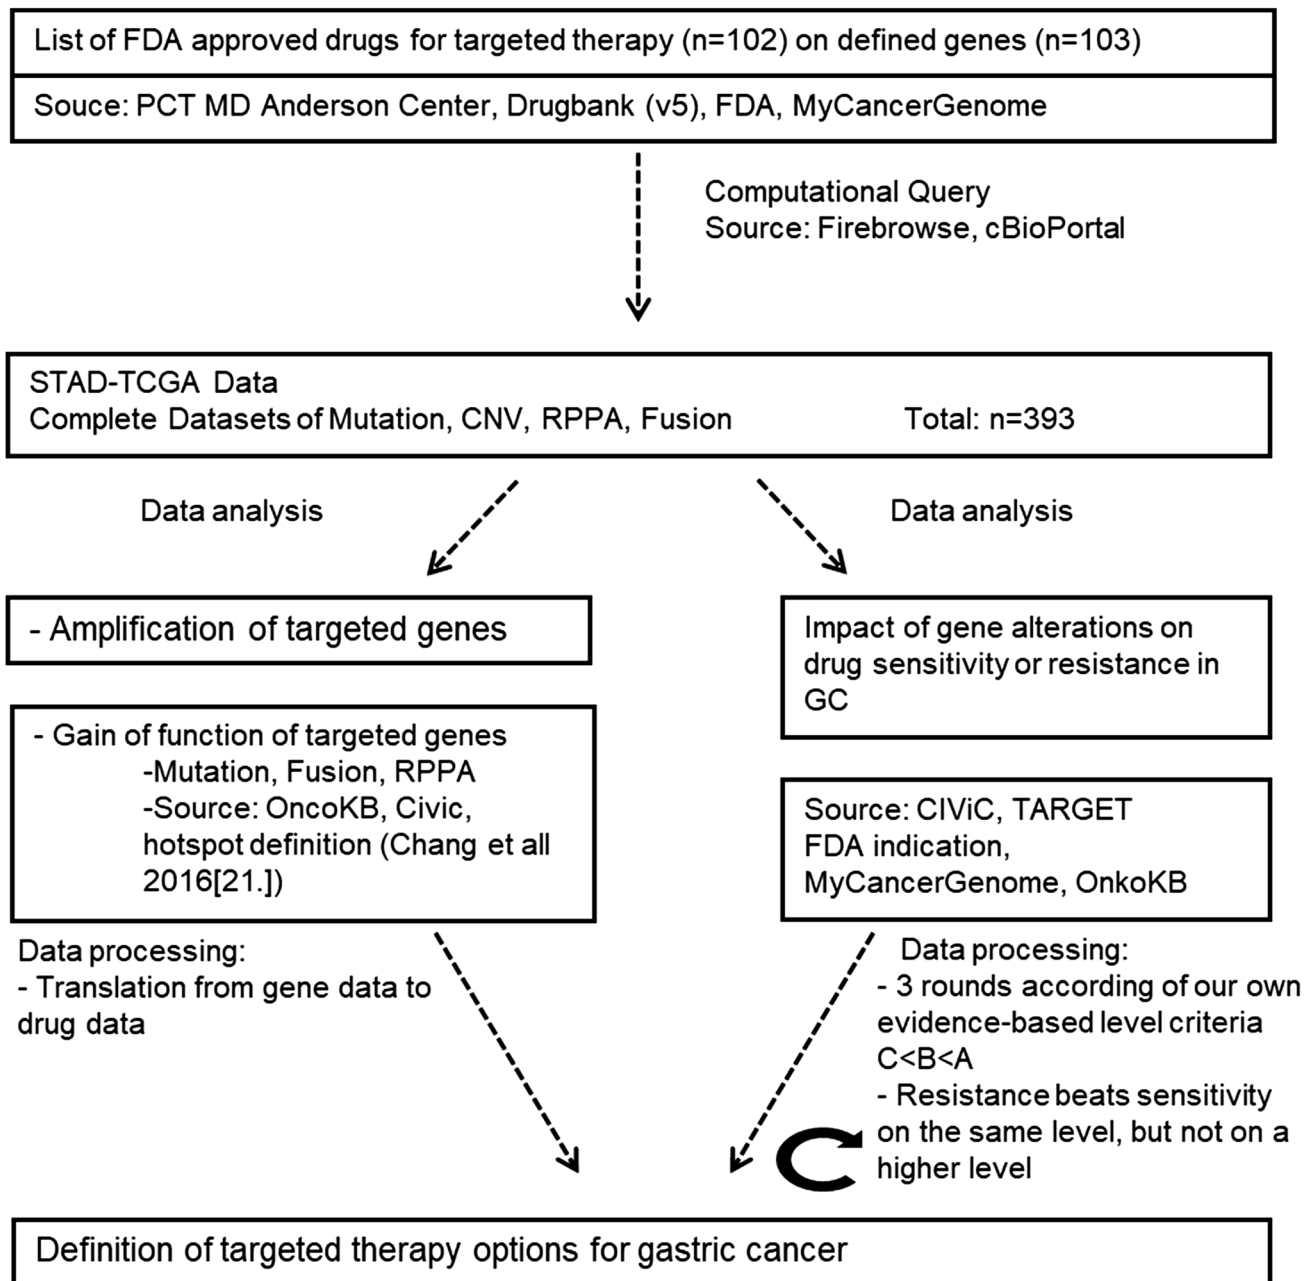 List of FDA approved drugs for targeted therapy (n=102) on defined genes (n=103)
Souce: PCT MD Anderson Center, Drugbank (v5), FDA, MyCancerGenome
Computational Query
Source: Firebrowse, cBioPortal
STAD-TCGA Data
Complete Datasets of Mutation, CNV, RPPA, Fusion Total: n=393
Data analysis
Data analysis
- Amplification of targeted genes
- Gain of function of targeted genes
-Mutation, Fusion, RPPA
-Source: OncoKB, Civic,
hotspot definition (Chang et all
2016[21.])
Impact of gene alterations on
drug sensitivity or resistance in
GC
Source: CIViC, TARGET
FDA indication,
MyCancerGenome, OnkoKB
Data processing:
- Translation from gene data to
drug data
Data processing:
- 3 rounds according of our own
evidence-based level criteria
C<B<A
- Resistance beats sensitivity
on the same level, but not on a
higher level
Definition of targeted therapy options for gastric cancer